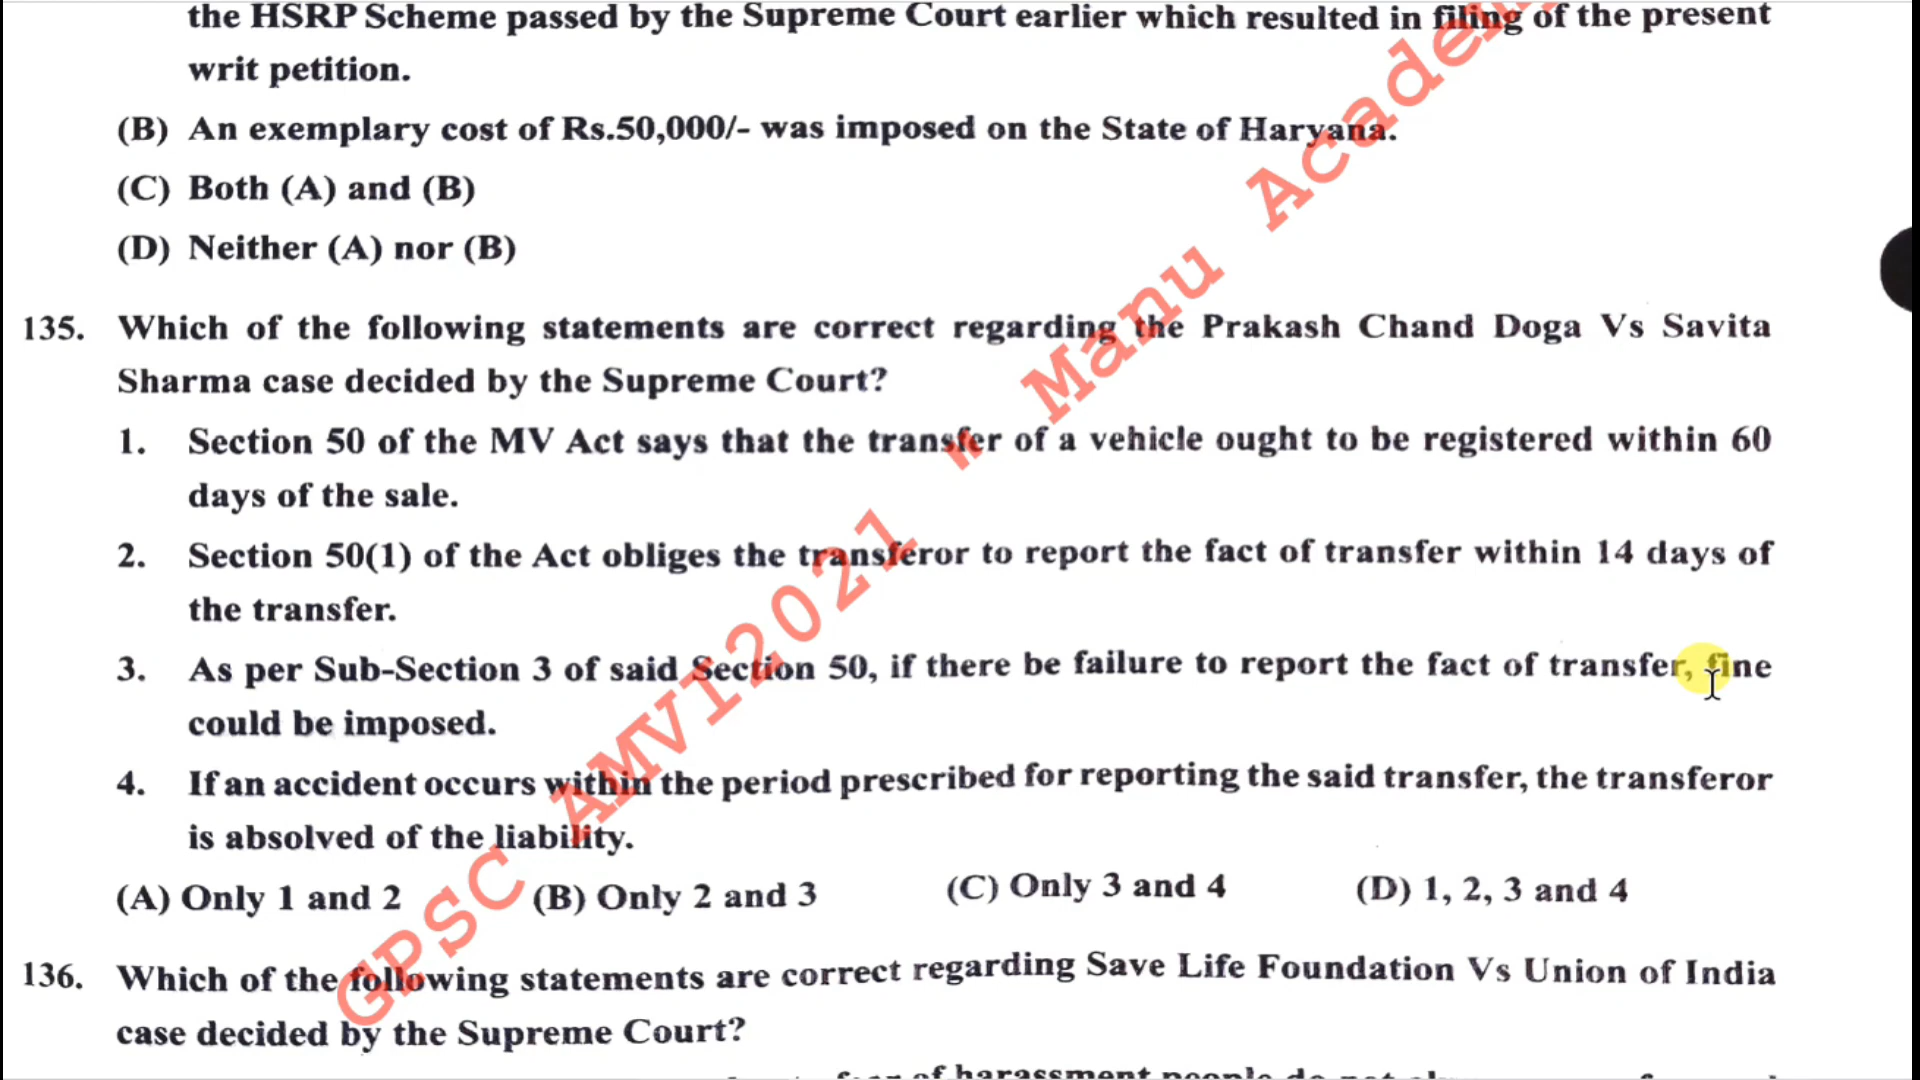 the HSRP Scheme passed by the Supreme Court earlier which resulted in filing of the present
writ petition.
(B) An exemplary cost of Rs.50,000/- was imposed on the State of Haryana.
(C) Both (A) and (B)
(D) Neither (A) nor (B)
135. Which of the following statements are correct regarding the Prakash Chand Doga Vs Savita
Sharma case decided by the Supreme Court?
1. Section 50 of the MV Act says that the transfer of a vehicle ought to be registered within 60
days of the sale.
2. Section 50(1) of the Act obliges the transferor to report the fact of transfer within 14 days of
the transfer.
3. As per Sub-Section 3 of said Section 50, if there be failure to report the fact of transfer, fine
could be imposed.
4. If an accident occurs within the period prescribed for reporting the said transfer, the transferor
is absolved of the liability.
(A) Only 1 and 2 (B) Only 2 and 3 (C) Only 3 and 4 (D) 1, 2, 3 and 4
136. Which of the following statements are correct regarding Save Life Foundation Vs Union of India
case decided by the Supreme Court?
of harassment people do not
GPSC AMVI2021 " Manu Academy